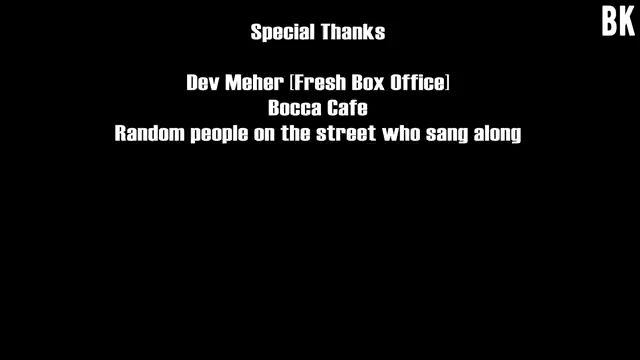 BK
Special Thanks
Dev Meher [Fresh Box Office]
Bocca Cafe
Random people on the street who sang along